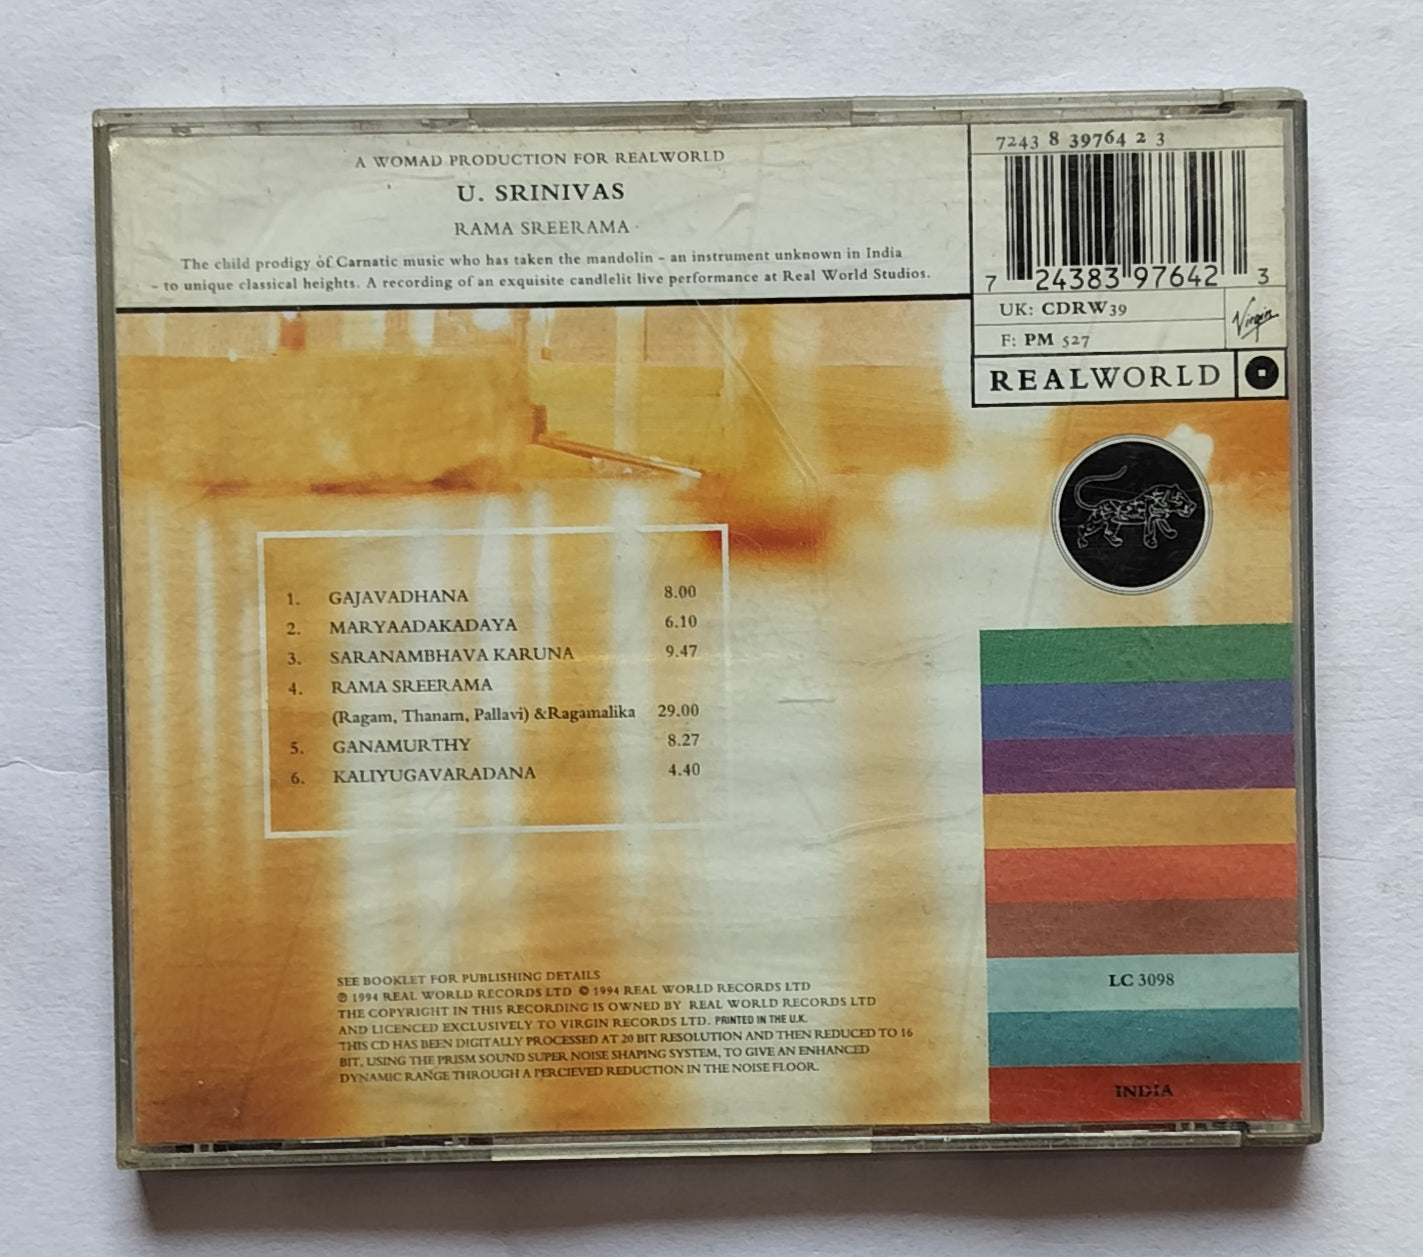 A WOMAD PRODUCTION FOR REALWORLD
U. SRINIVAS
RAMA SREERAMA
The child prodigy of Carnatic music who has taken the mandolin – an instrument unknown in India
– to unique classical heights. A recording of an exquisite candlelit live performance at Real World Studios.
7243 8 39764 2 3
7 24383 97642 3
UK: CDRW39
F: PM 527
Virgin
REALWORLD
1. GAJAVADHANA 8.00
2. MARYAADAKADAYA 6.10
3. SARANAMBHAVA KARUNA 9.47
4. RAMA SREERAMA
(Ragam, Thanam, Pallavi) &Ragamalika 29.00
5. GANAMURTHY 8.27
6. KALIYUGAVARADANA 4.40
SEE BOOKLET FOR PUBLISHING DETAILS
℗ 1994 REAL WORLD RECORDS LTD © 1994 REAL WORLD RECORDS LTD
THE COPYRIGHT IN THIS RECORDING IS OWNED BY REAL WORLD RECORDS LTD
AND LICENCED EXCLUSIVELY TO VIRGIN RECORDS LTD. PRINTED IN THE U.K.
THIS CD HAS BEEN DIGITALLY PROCESSED AT 20 BIT RESOLUTION AND THEN REDUCED TO 16
BIT, USING THE PRISM SOUND SUPER NOISE SHAPING SYSTEM, TO GIVE AN ENHANCED
DYNAMIC RANGE THROUGH A PERCIEVED REDUCTION IN THE NOISE FLOOR.
LC 3098
INDIA